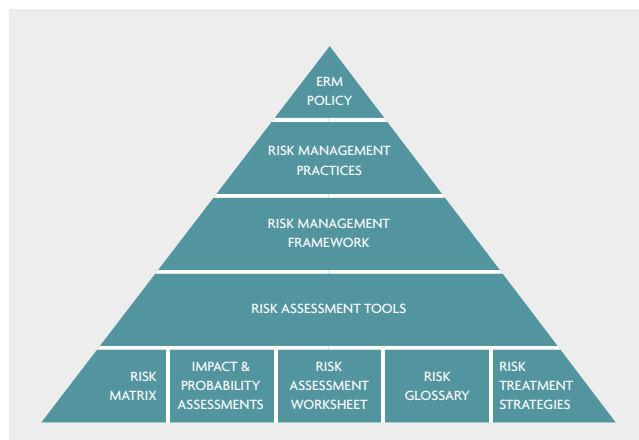 ERM
POLICY
RISK MANAGEMENT
PRACTICES
RISK MANAGEMENT
FRAMEWORK
RISK ASSESSMENT TOOLS
RISK
MATRIX
IMPACT &
PROBABILITY
ASSESSMENTS
RISK
ASSESSMENT
WORKSHEET
RISK
GLOSSARY
RISK
TREATMENT
STRATEGIES